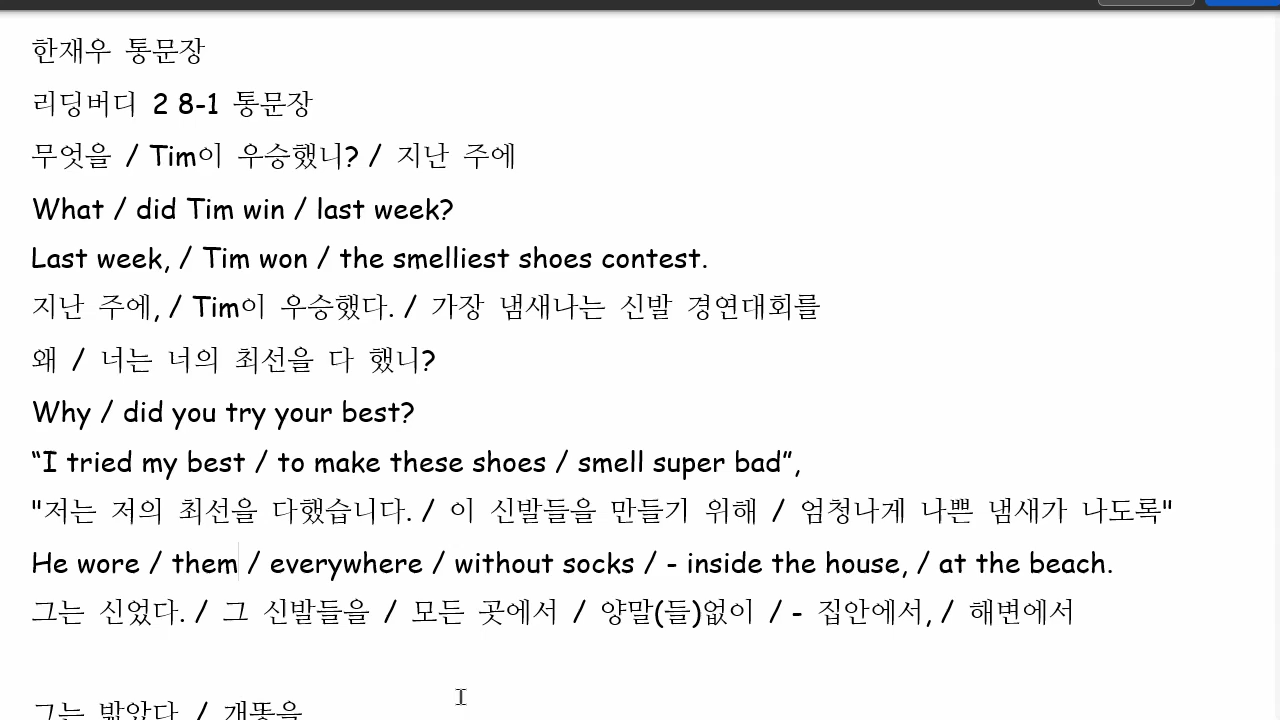 한재우 통문장
리딩버디 2 8-1 통문장
무엇을 / Tim이 우승했니? / 지난 주에
What / did Tim win / last week?
Last week, / Tim won / the smelliest shoes contest.
지난 주에, / Tim이 우승했다. / 가장 냄새나는 신발 경연대회를
왜 / 너는 너의 최선을 다 했니?
Why / did you try your best?
“I tried my best / to make these shoes / smell super bad”,
"저는 저의 최선을 다했습니다. / 이 신발들을 만들기 위해 / 엄청나게 나쁜 냄새가 나도록"
He wore / them / everywhere / without socks / - inside the house, / at the beach.
그는 신었다. / 그 신발들을 / 모든 곳에서 / 양말(들)없이 / - 집안에서, / 해변에서
그는 밟았다 / 개똥을